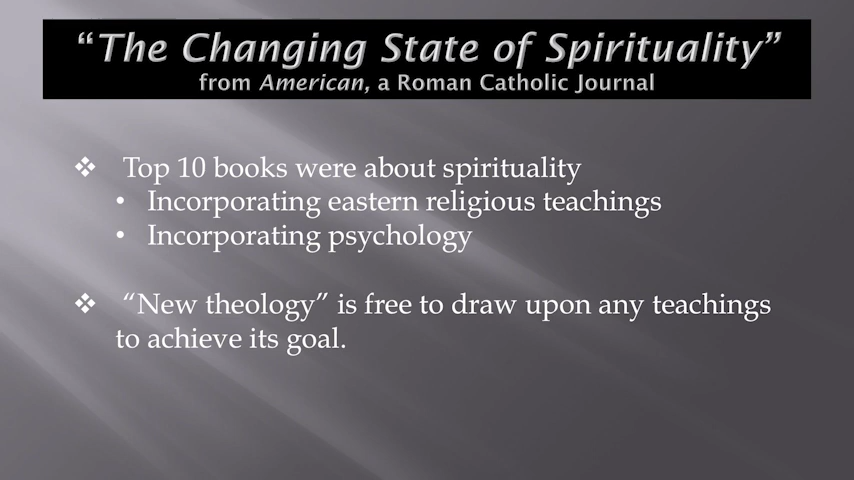 “The Changing State of Spirituality”
from American, a Roman Catholic Journal
❖ Top 10 books were about spirituality
• Incorporating eastern religious teachings
• Incorporating psychology
❖ “New theology” is free to draw upon any teachings
to achieve its goal.